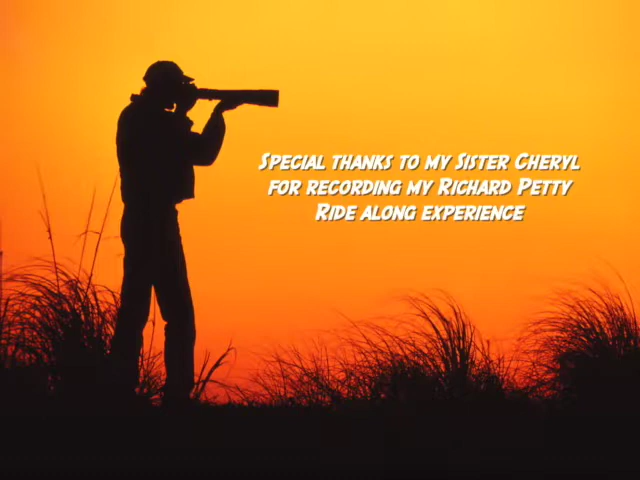 Special thanks to my Sister Cheryl
for recording my Richard Petty
Ride along experience